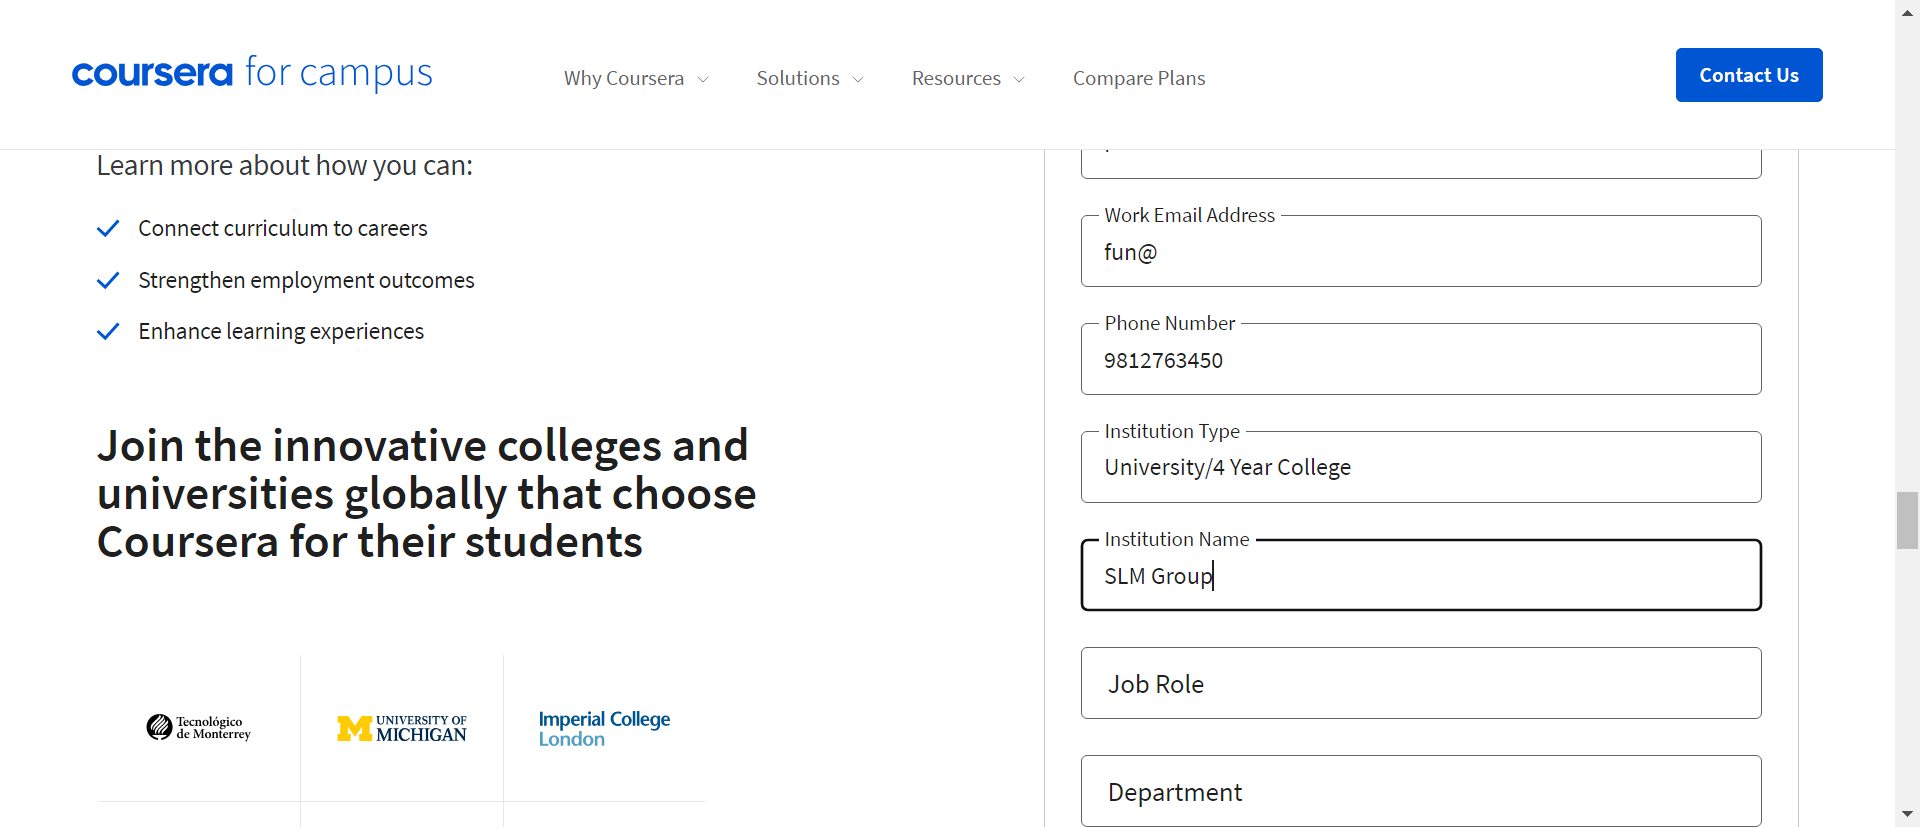 coursera for campus
Why Coursera
Solutions
Resources
Compare Plans
Contact Us
Learn more about how you can:
Connect curriculum to careers
Strengthen employment outcomes
Enhance learning experiences
Join the innovative colleges and
universities globally that choose
Coursera for their students
Tecnológico
de Monterrey
M UNIVERSITY OF
MICHIGAN
Imperial College
London
Work Email Address
fun@
Phone Number
9812763450
Institution Type
University/4 Year College
Institution Name
SLM Group
Job Role
Department